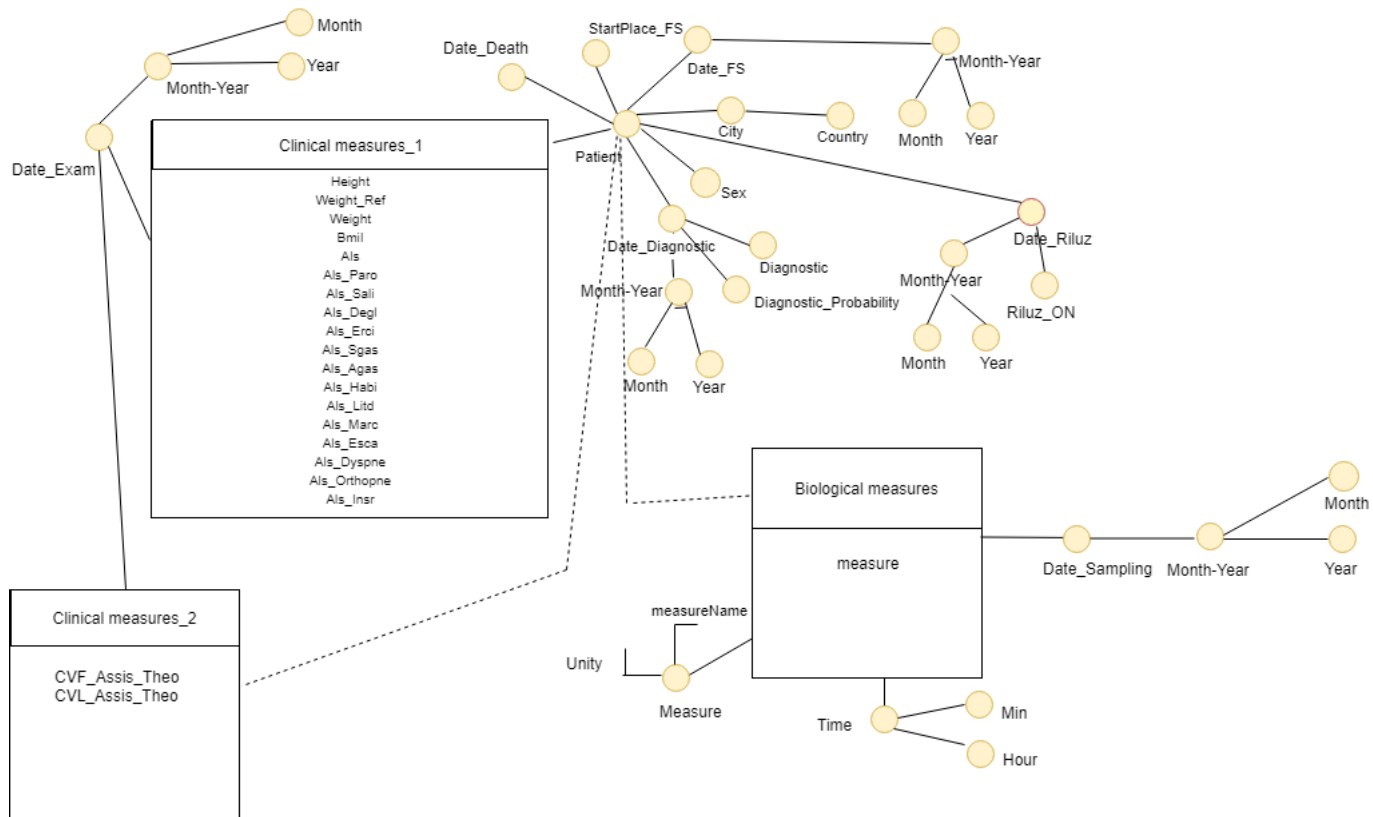 Month
StartPlace_FS
Date_Death
Year
Date_FS
Month-Year
Month-Year
City
Country
Month
Year
Clinical measures_1
Patient
Date_Exam
Height
Weight_Ref
Weight
Bmil
Als
Als_Paro
Als_Sali
Als_Degl
Als_Erci
Als_Sgas
Als_Agas
Als_Habi
Als_Litd
Als_Marc
Als_Esca
Als_Dyspne
Als_Orthopne
Als_Insr
Sex
Date_Diagnostic
Diagnostic
Month-Year
Diagnostic_Probability
Month
Year
Date_Riluz
Month-Year
Riluz_ON
Month
Year
Biological measures
measure
Month
Date_Sampling
Month-Year
Year
measureName
Unity
Measure
Time
Min
Hour
Clinical measures_2
CVF_Assis_Theo
CVL_Assis_Theo